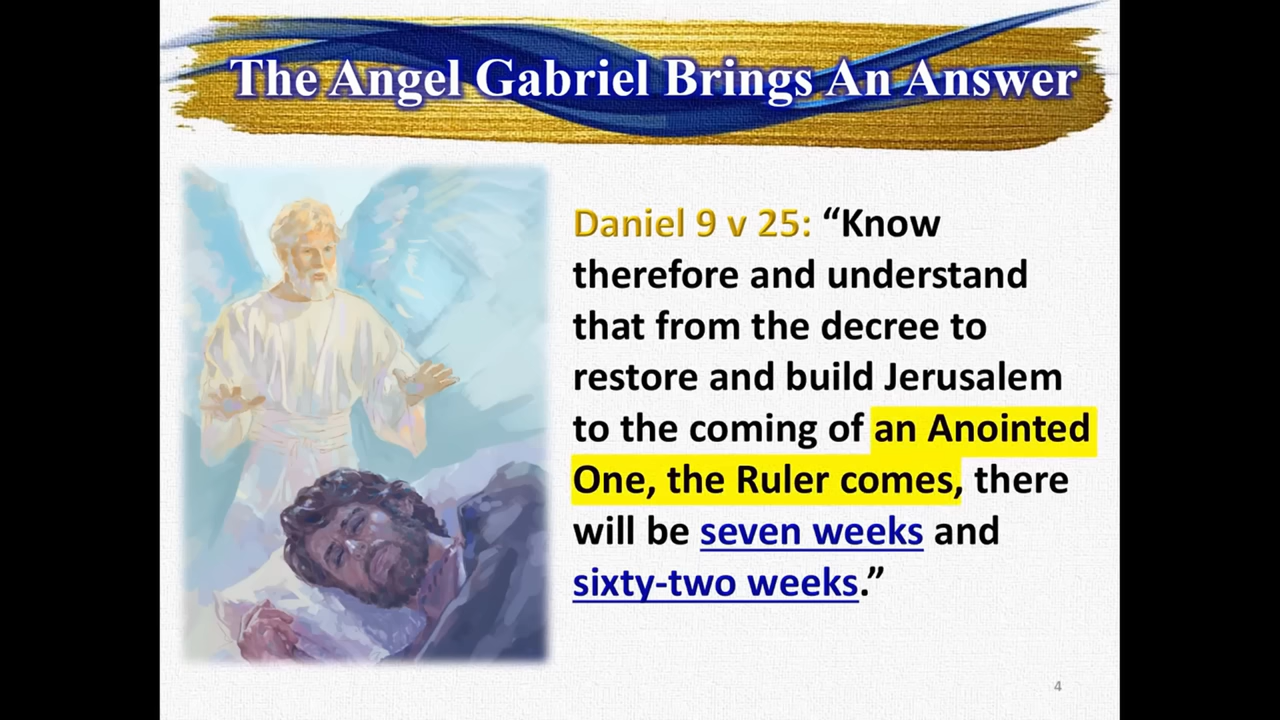 The Angel Gabriel Brings An Answer
Daniel 9 v 25: “Know
therefore and understand
that from the decree to
restore and build Jerusalem
to the coming of an Anointed
One, the Ruler comes, there
will be seven weeks and
sixty-two weeks.”
4